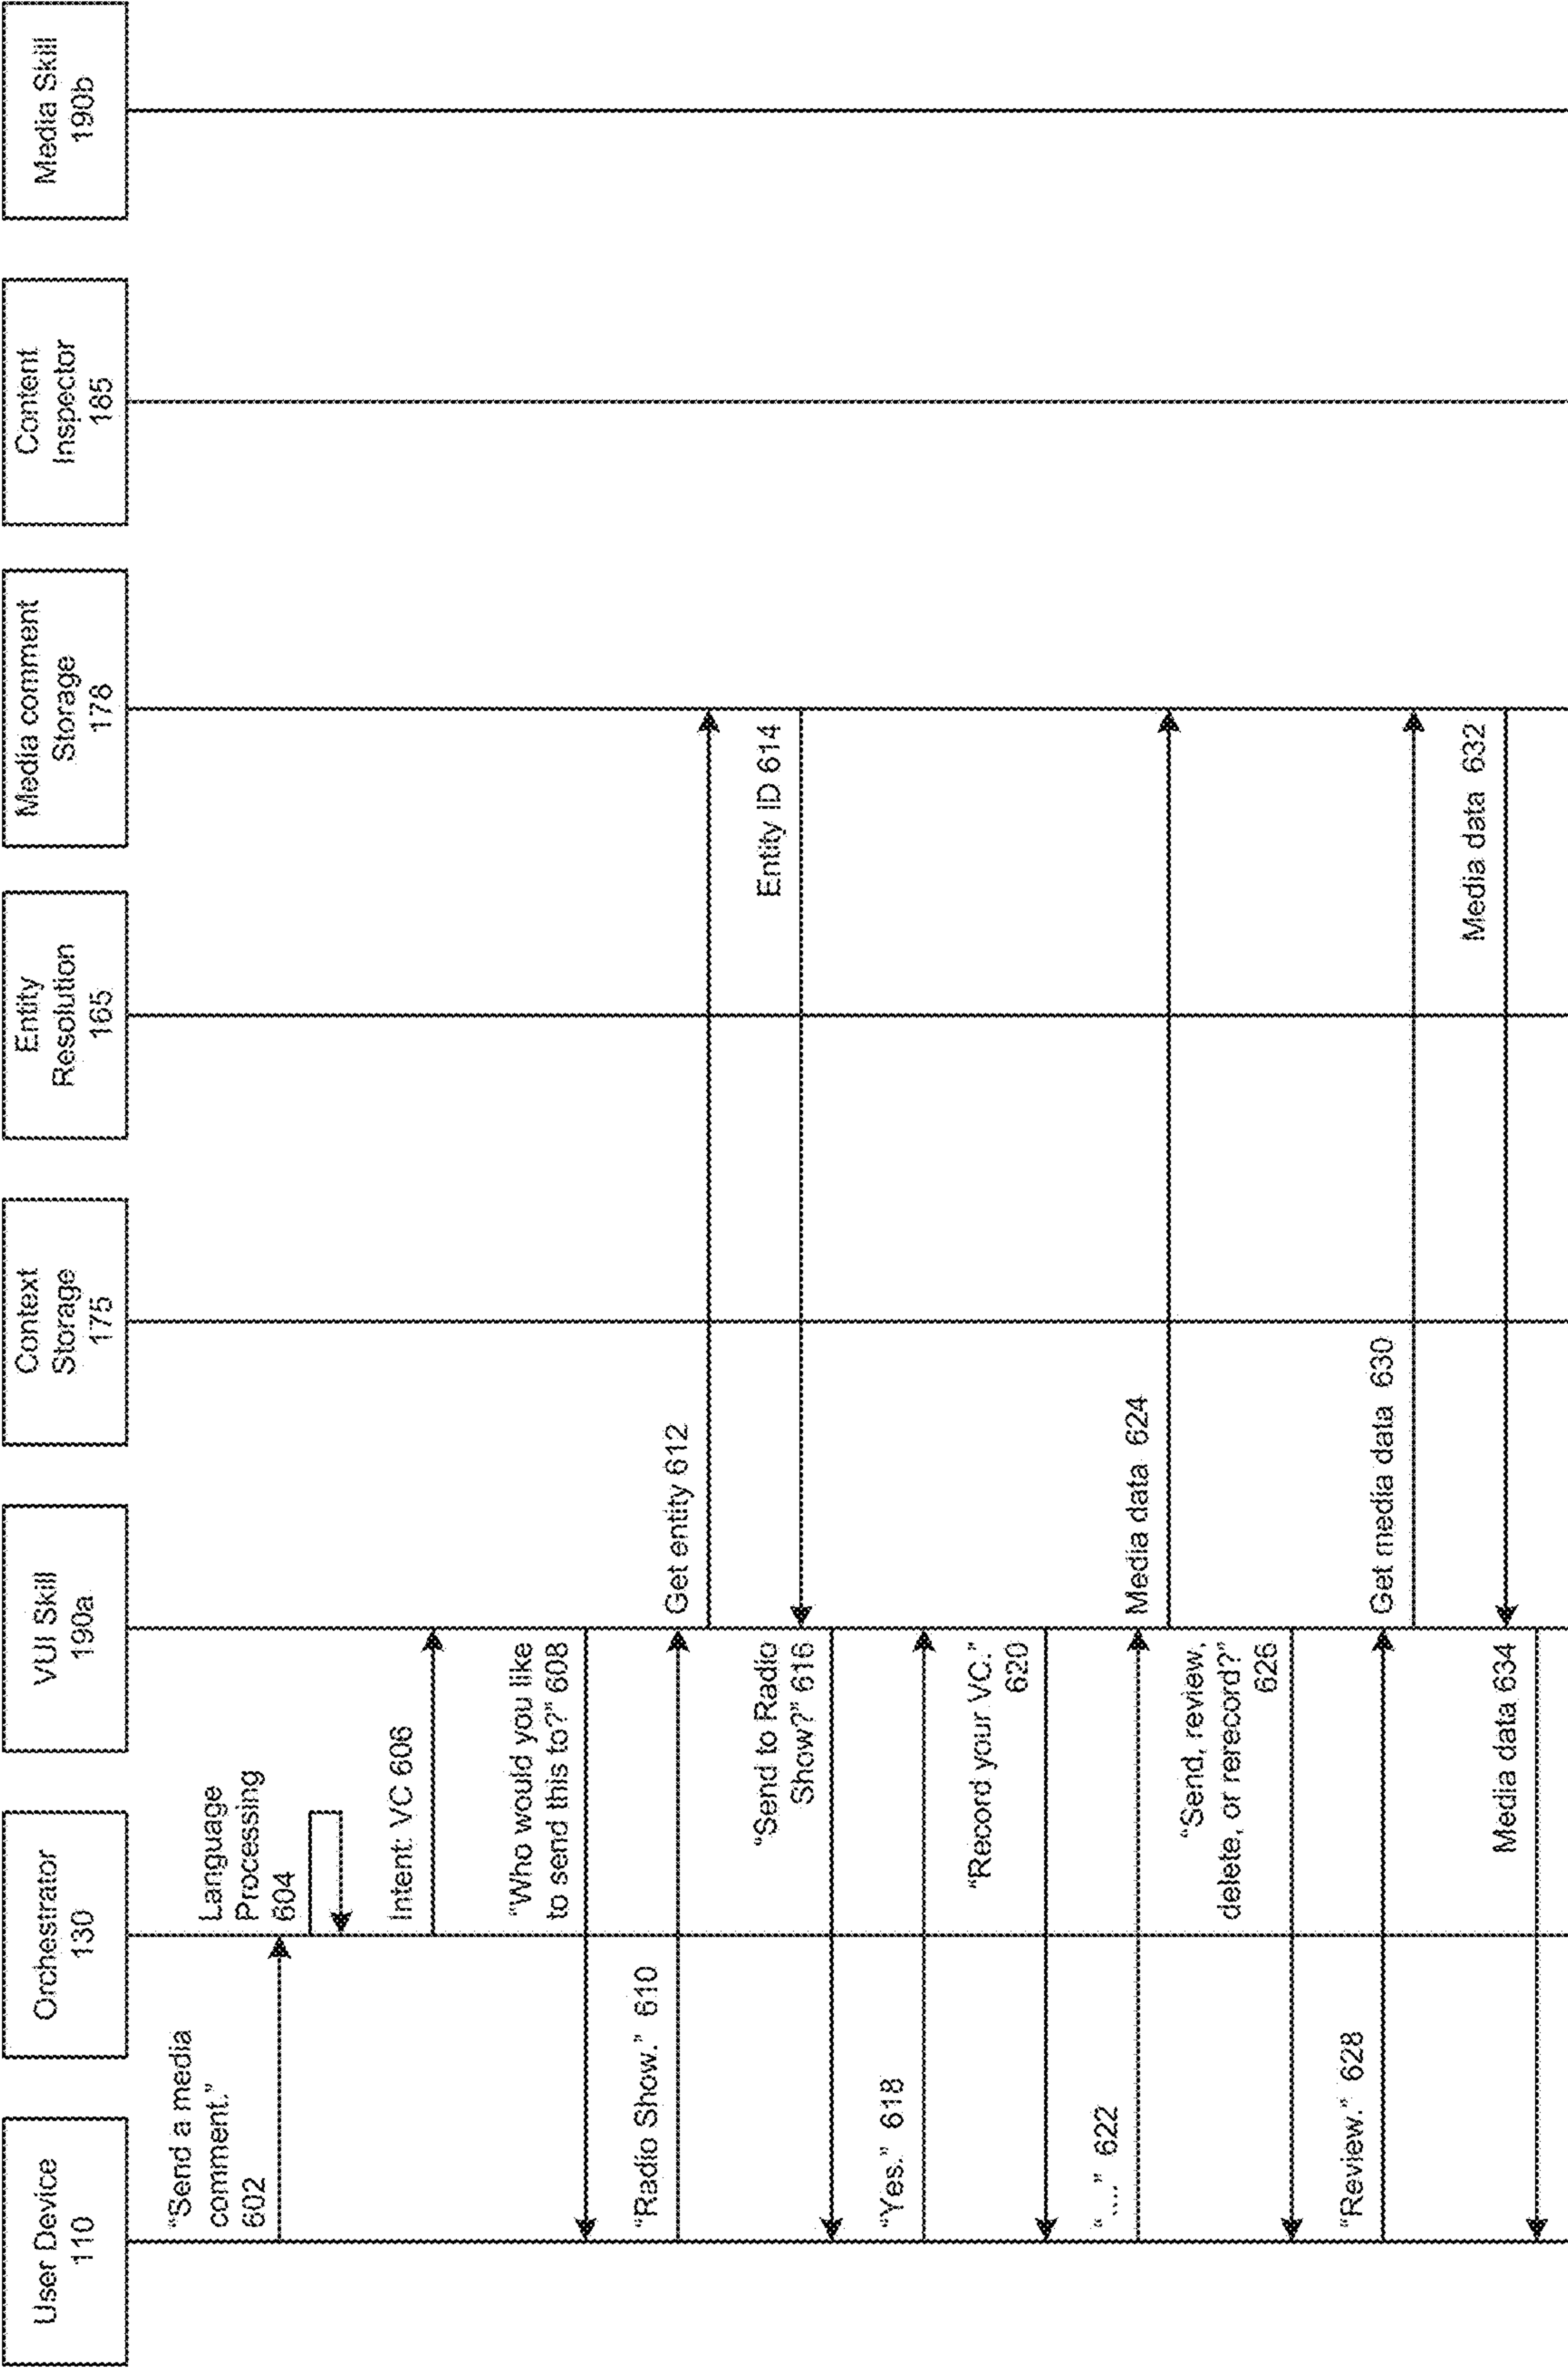 User Device
110
Orchestrator
130
VUI Skill
190a
Context
Storage
175
Entity
Resolution
165
Media comment
Storage
178
Content
Inspector
185
Media Skill
190b
“Send a media
comment.”
602
Language
Processing
604
Intent: VC 606
“Who would you like
to send this to?” 608
“Radio Show.” 610
Get entity 612
Entity ID 614
“Send to Radio
Show?” 616
“Yes.” 618
“Record your VC.”
620
“....” 622
Media data 624
“Send, review,
delete, or rerecord?”
626
“Review.” 628
Get media data 630
Media data 632
Media data 634